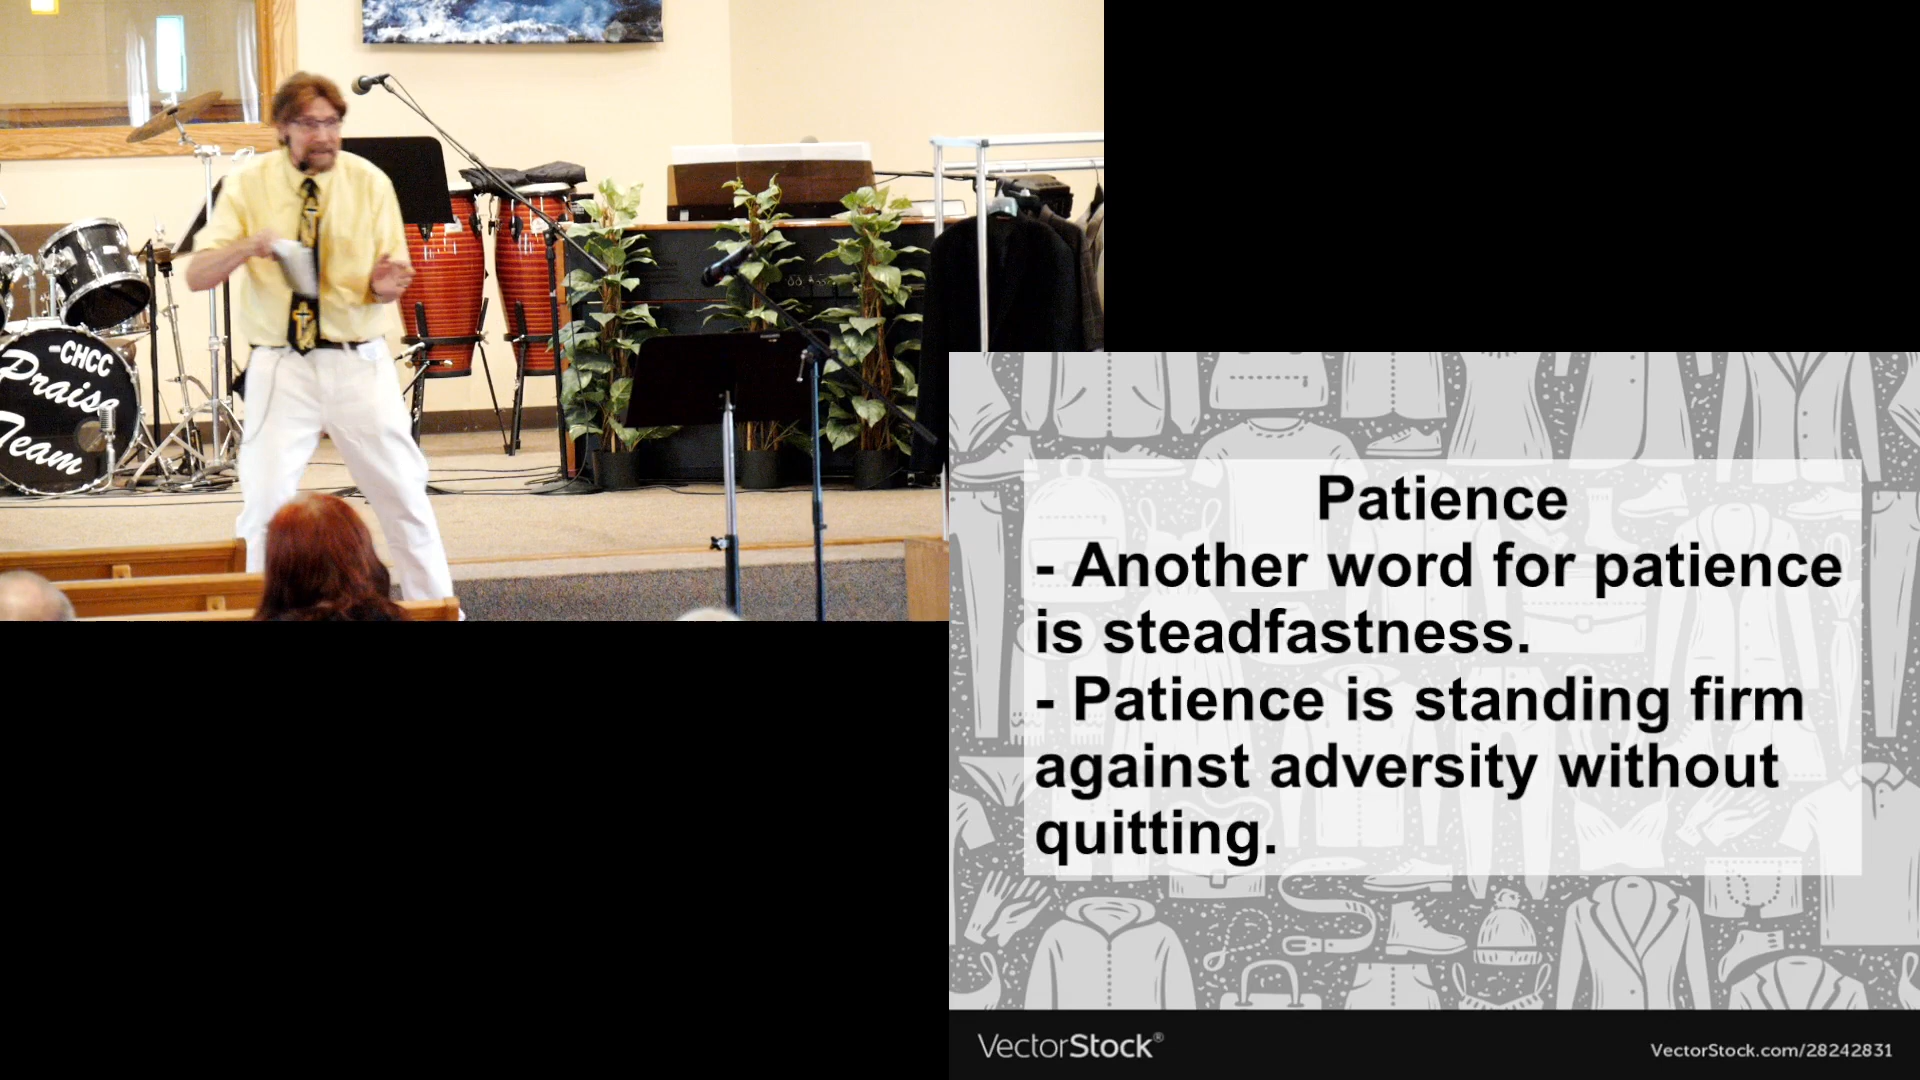 CHCC
Praise
Team
Patience
- Another word for patience
is steadfastness.
- Patience is standing firm
against adversity without
quitting.
VectorStock®
VectorStock.com/28242831